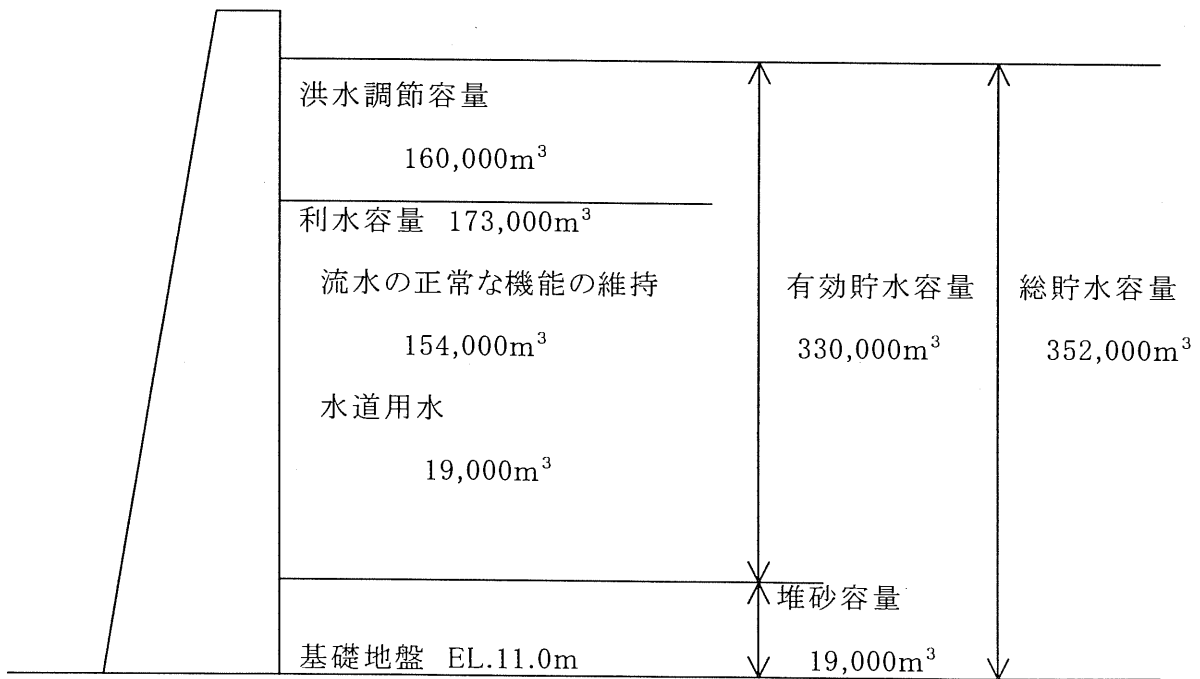 洪水調節容量
160,000m³
利水容量 173,000m³
流水の正常な機能の維持
154,000m³
水道用水
19,000m³
基礎地盤 EL.11.0m
有効貯水容量
330,000m³
堆砂容量
19,000m³
総貯水容量
352,000m³